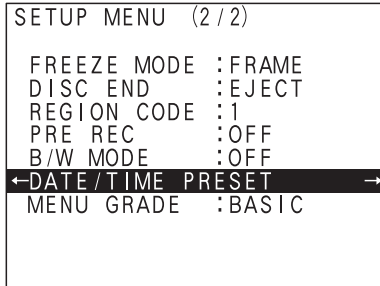 SETUP MENU (2/2)
FREEZE MODE :FRAME
DISC END :EJECT
REGION CODE :1
PRE REC :OFF
B/W MODE :OFF
←DATE/TIME PRESET →
MENU GRADE :BASIC